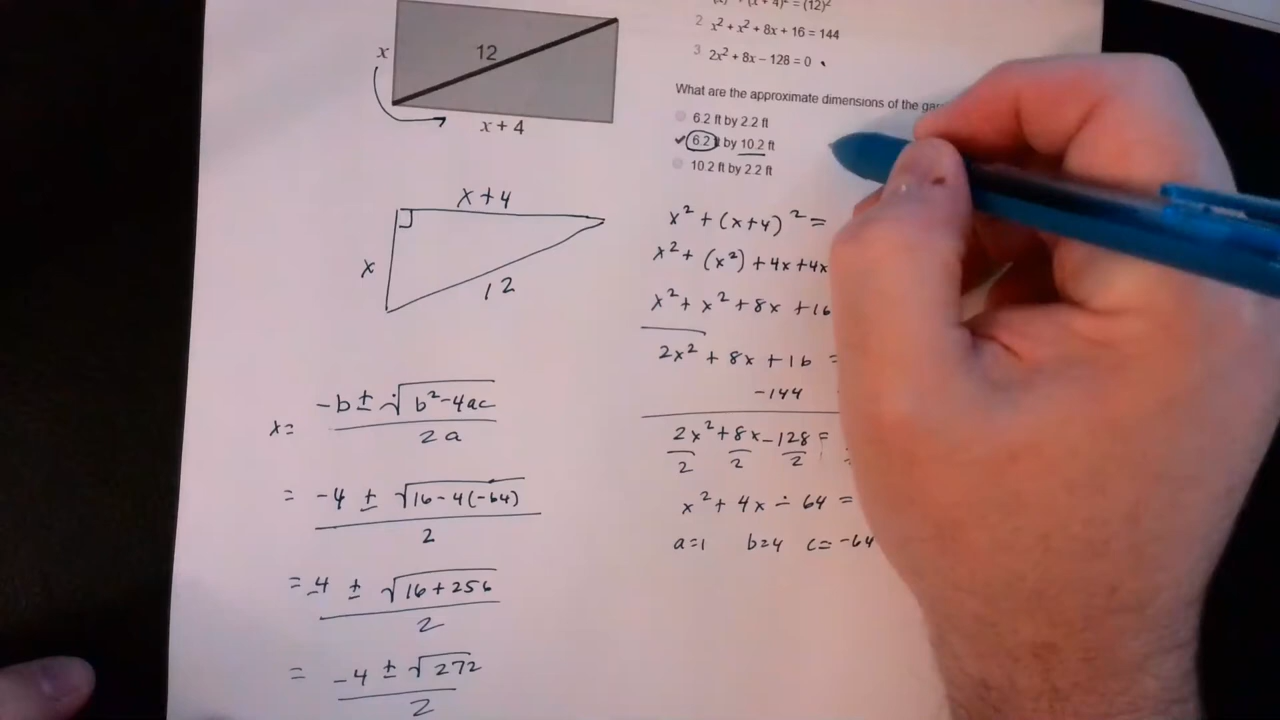 x
12
x + 4
+ 4)² = (12)²
2 x² + x² + 8x + 16 = 144
3 2x² + 8x − 128 = 0
What are the approximate dimensions of the
6.2 ft by 2.2 ft
6.2 by 10.2 ft
10.2 ft by 2.2 ft
x+4
x
12
x² + (x+4)² =
x² + (x²) + 4x + 4x
x² + x² + 8x + 16
2x² + 8x + 16 =
-144
2x² + 8x - 128 =
2 2 2
x² + 4x - 64 =
a=1 b=4 c=-64
x= -b ± √b²-4ac
2a
= -4 ± √16-4(-64)
2
= -4 ± √16+256
2
= -4 ± √272
2